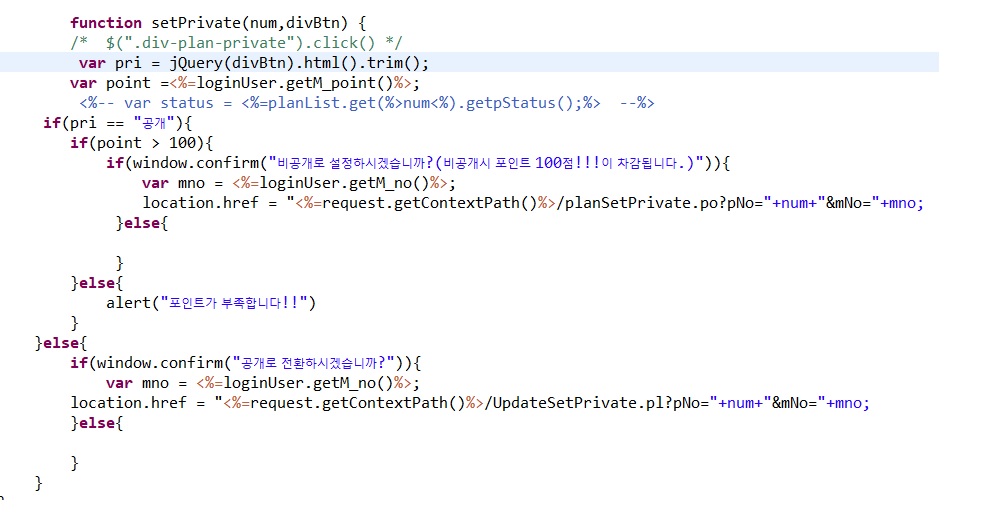 function setPrivate(num,divBtn) {
/*  $(".div-plan-private").click() */
var pri = jQuery(divBtn).html().trim();
var point =<%=loginUser.getM_point()%>;
<%-- var status = <%=planList.get(%>num<%).getpStatus();%>  --%>
if(pri == "공개"){
if(point > 100){
if(window.confirm("비공개로 설정하시겠습니까?(비공개시 포인트 100점!!!이 차감됩니다.)")){
var mno = <%=loginUser.getM_no()%>;
location.href = "<%=request.getContextPath()%>/planSetPrivate.po?pNo="+num+"&mNo="+mno;
}else{
}
}else{
alert("포인트가 부족합니다!!")
}
}else{
if(window.confirm("공개로 전환하시겠습니까?")){
var mno = <%=loginUser.getM_no()%>;
location.href = "<%=request.getContextPath()%>/UpdateSetPrivate.pl?pNo="+num+"&mNo="+mno;
}else{
}
}